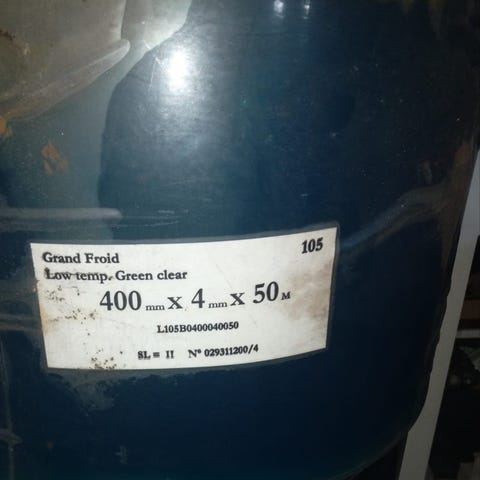 Grand Froid 105
Low temp. Green clear
400 mm x 4 mm x 50 M
L105B0400040050
SL = II N° 029311200/4